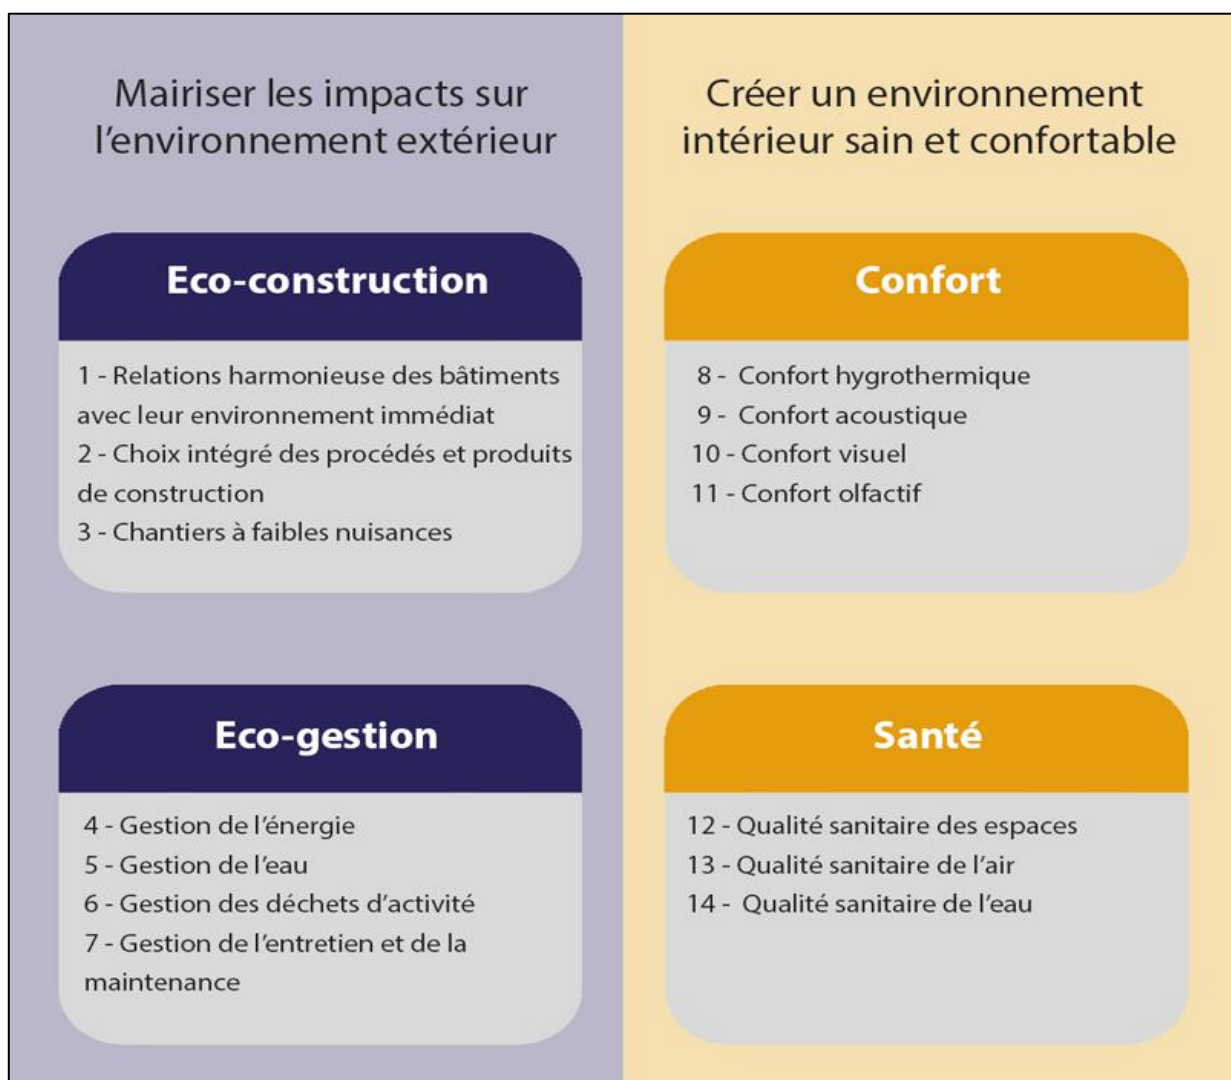 Mairiser les impacts sur
l'environnement extérieur
Eco-construction
1 - Relations harmonieuse des bâtiments
avec leur environnement immédiat
2 - Choix intégré des procédés et produits
de construction
3 - Chantiers à faibles nuisances
Eco-gestion
4 - Gestion de l'énergie
5 - Gestion de l'eau
6 - Gestion des déchets d'activité
7 - Gestion de l'entretien et de la
maintenance
Créer un environnement
intérieur sain et confortable
Confort
8 - Confort hygrothermique
9 - Confort acoustique
10 - Confort visuel
11 - Confort olfactif
Santé
12 - Qualité sanitaire des espaces
13 - Qualité sanitaire de l'air
14 - Qualité sanitaire de l'eau